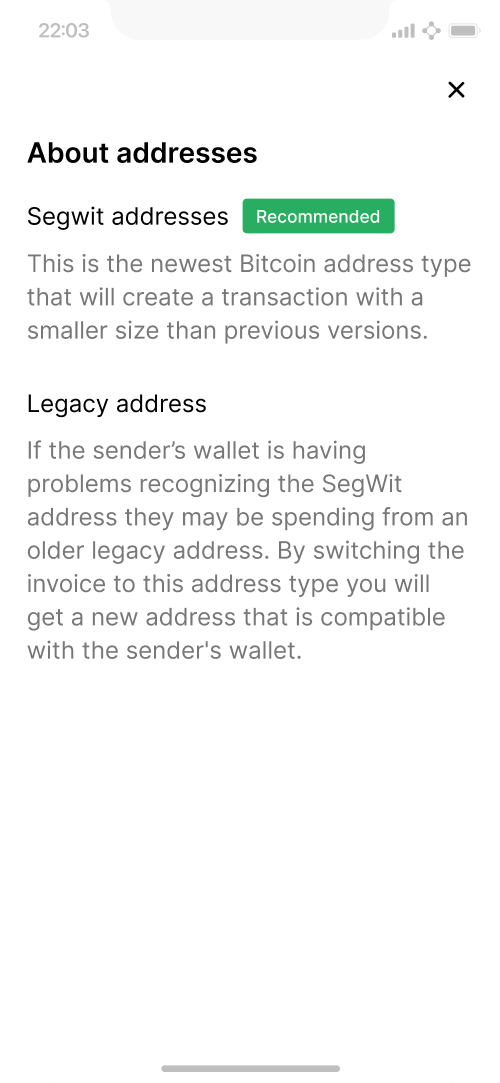 22:03
About addresses
Segwit addresses Recommended
This is the newest Bitcoin address type
that will create a transaction with a
smaller size than previous versions.
Legacy address
If the sender’s wallet is having
problems recognizing the SegWit
address they may be spending from an
older legacy address. By switching the
invoice to this address type you will
get a new address that is compatible
with the sender's wallet.